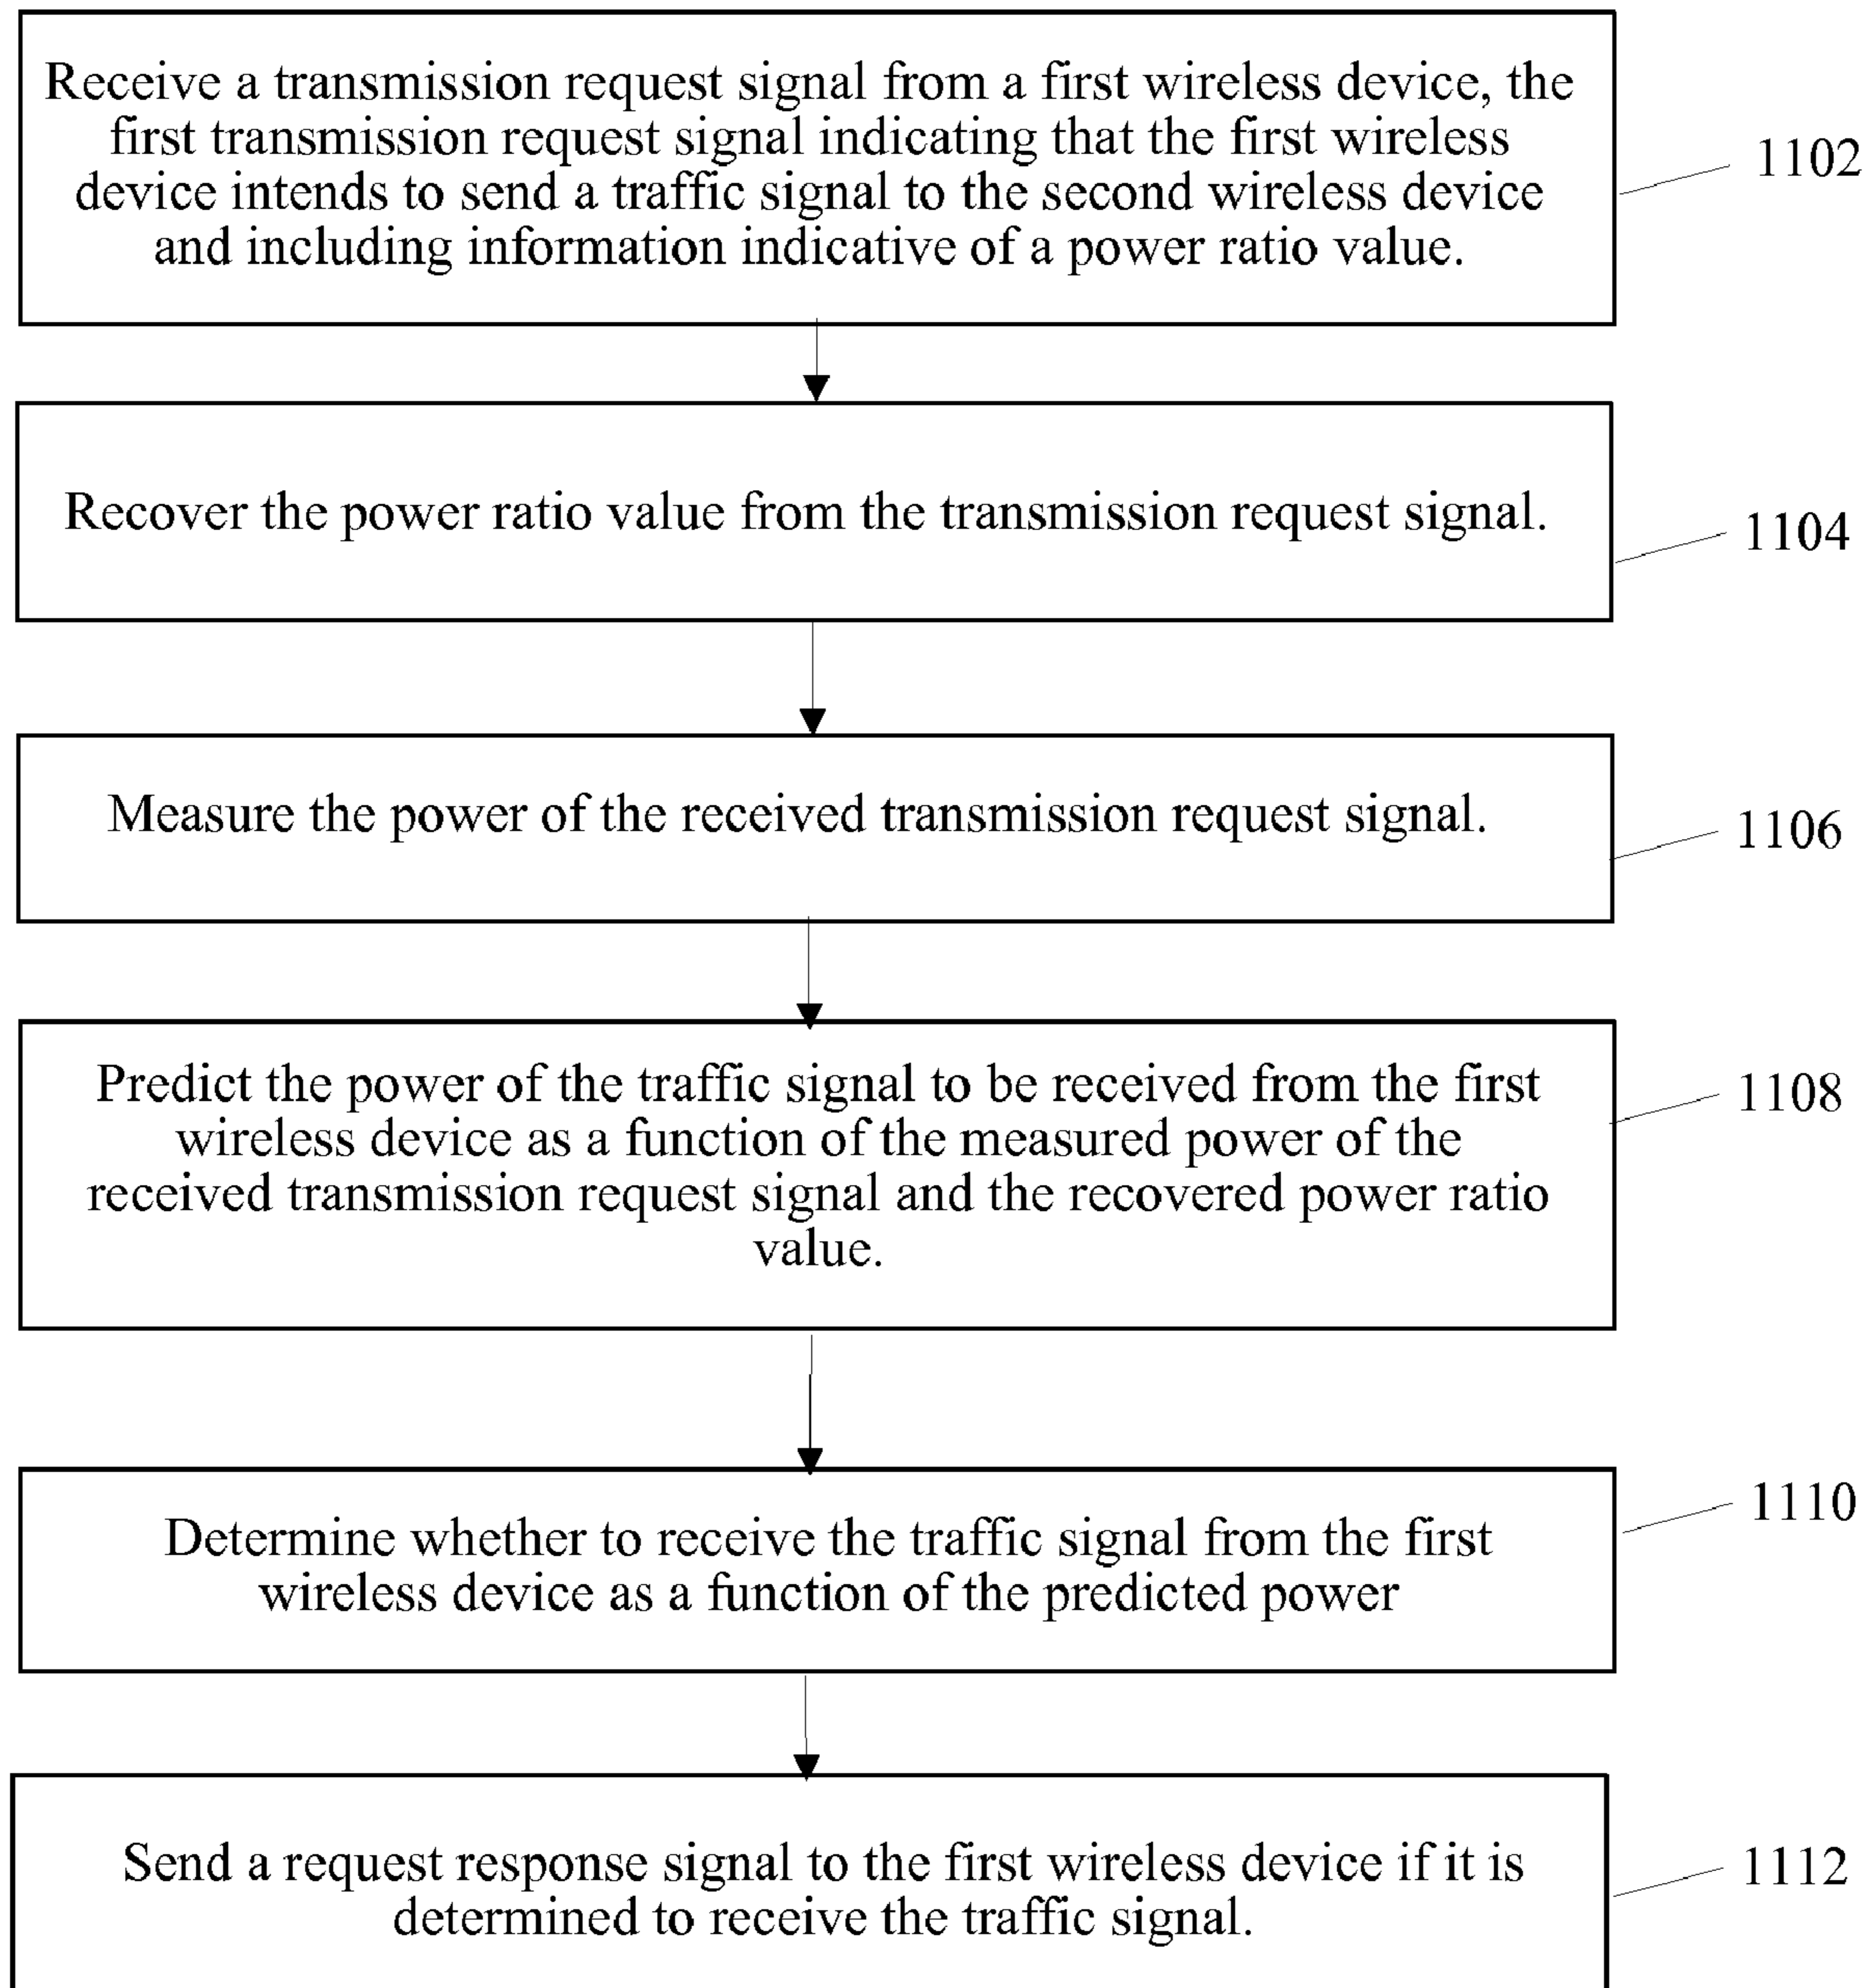 Receive a transmission request signal from a first wireless device, the
first transmission request signal indicating that the first wireless
device intends to send a traffic signal to the second wireless device
and including information indicative of a power ratio value.
1102
Recover the power ratio value from the transmission request signal.
1104
Measure the power of the received transmission request signal.
1106
Predict the power of the traffic signal to be received from the first
wireless device as a function of the measured power of the
received transmission request signal and the recovered power ratio
value.
1108
Determine whether to receive the traffic signal from the first
wireless device as a function of the predicted power
1110
Send a request response signal to the first wireless device if it is
determined to receive the traffic signal.
1112